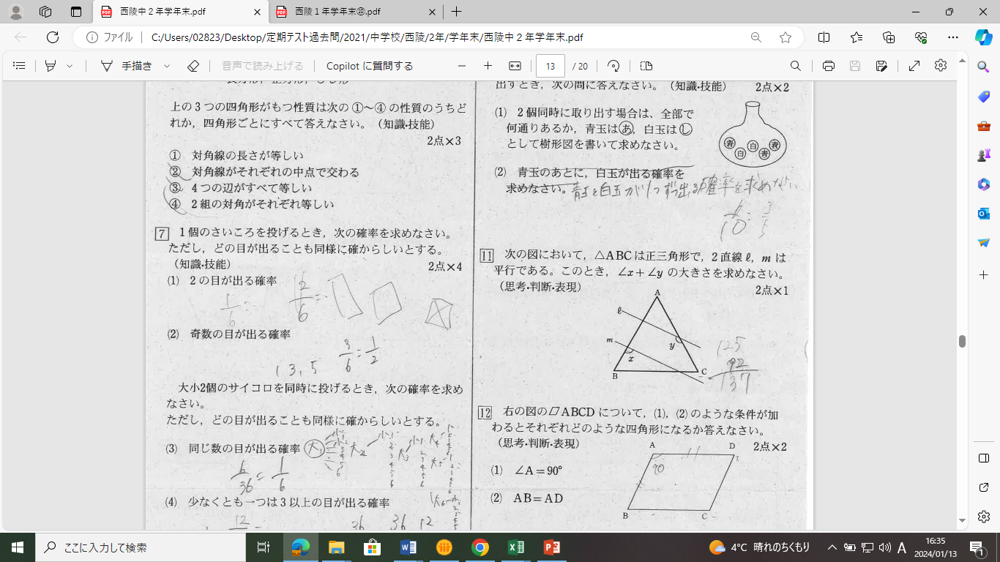 西陵中２年学年末.pdf
西陵１年学年末⑱.pdf
ファイル
C:/Users/02823/Desktop/定期テスト過去問/2021/中学校/西陵/2年/学年末/西陵中２年学年末.pdf
手描き
音声で読み上げる
Copilot に質問する
13
/ 20
上の３つの四角形がもつ性質は次の①～④の性質のうちど
れか，四角形ごとにすべて答えなさい。（知識・技能）
2点×3
① 対角線の長さが等しい
② 対角線がそれぞれの中点で交わる
③ 4つの辺がすべて等しい
④ 2組の対角がそれぞれ等しい
7 1個のさいころを投げるとき，次の確率を求めなさい。
ただし，どの目が出ることも同様に確からしいとする。
（知識・技能）
2点×4
(1) 2の目が出る確率
1/6
2/6 =
(2) 奇数の目が出る確率
3/6 = 1/2
1 3, 5
大小2個のサイコロを同時に投げるとき，次の確率を求め
なさい。
ただし，どの目が出ることも同様に確からしいとする。
(3) 同じ数の目が出る確率
6/36 = 1/6
(4) 少なくとも一つは3以上の目が出る確率
12
36
36
12
出すとき，次の問に答えなさい。（知識・技能）
2点×2
(1) 2個同時に取り出す場合は、全部で
何通りあるか，青玉はあ，白玉はし
として樹形図を書いて求めなさい。
青 白 青
白 青
(2) 青玉のあとに，白玉が出る確率を
求めなさい。
青玉と白玉が1つずつ出る確率を求めなさい
6/10 = 3/5
11 次の図において，△ABCは正三角形で，2直線ℓ，mは
平行である。このとき，∠x＋∠y の大きさを求めなさい。
（思考・判断・表現）
2点×1
A
ℓ
m
y
x
B
C
125
92
137
12 右の図の▱ABCDについて，(1)，(2)のような条件が加
わるとそれぞれどのような四角形になるか答えなさい。
（思考・判断・表現）
2点×2
(1) ∠A＝90°
(2) AB＝AD
A
D
90
B
C
ここに入力して検索
4°C 晴れのちくもり
A
16:35
2024/01/13
1